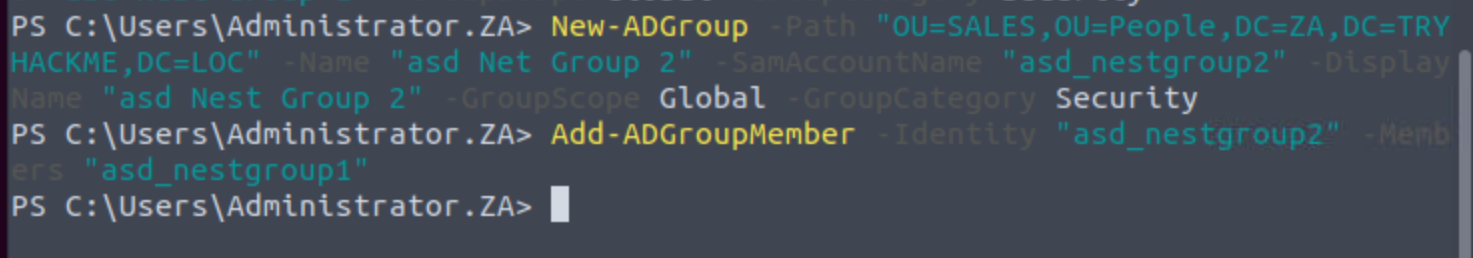 PS C:\Users\Administrator.ZA> New-ADGroup -Path "OU=SALES,OU=People,DC=ZA,DC=TRY
HACKME,DC=LOC" -Name "asd Net Group 2" -SamAccountName "asd_nestgroup2" -Display
Name "asd Nest Group 2" -GroupScope Global -GroupCategory Security
PS C:\Users\Administrator.ZA> Add-ADGroupMember -Identity "asd_nestgroup2" -Memb
ers "asd_nestgroup1"
PS C:\Users\Administrator.ZA>